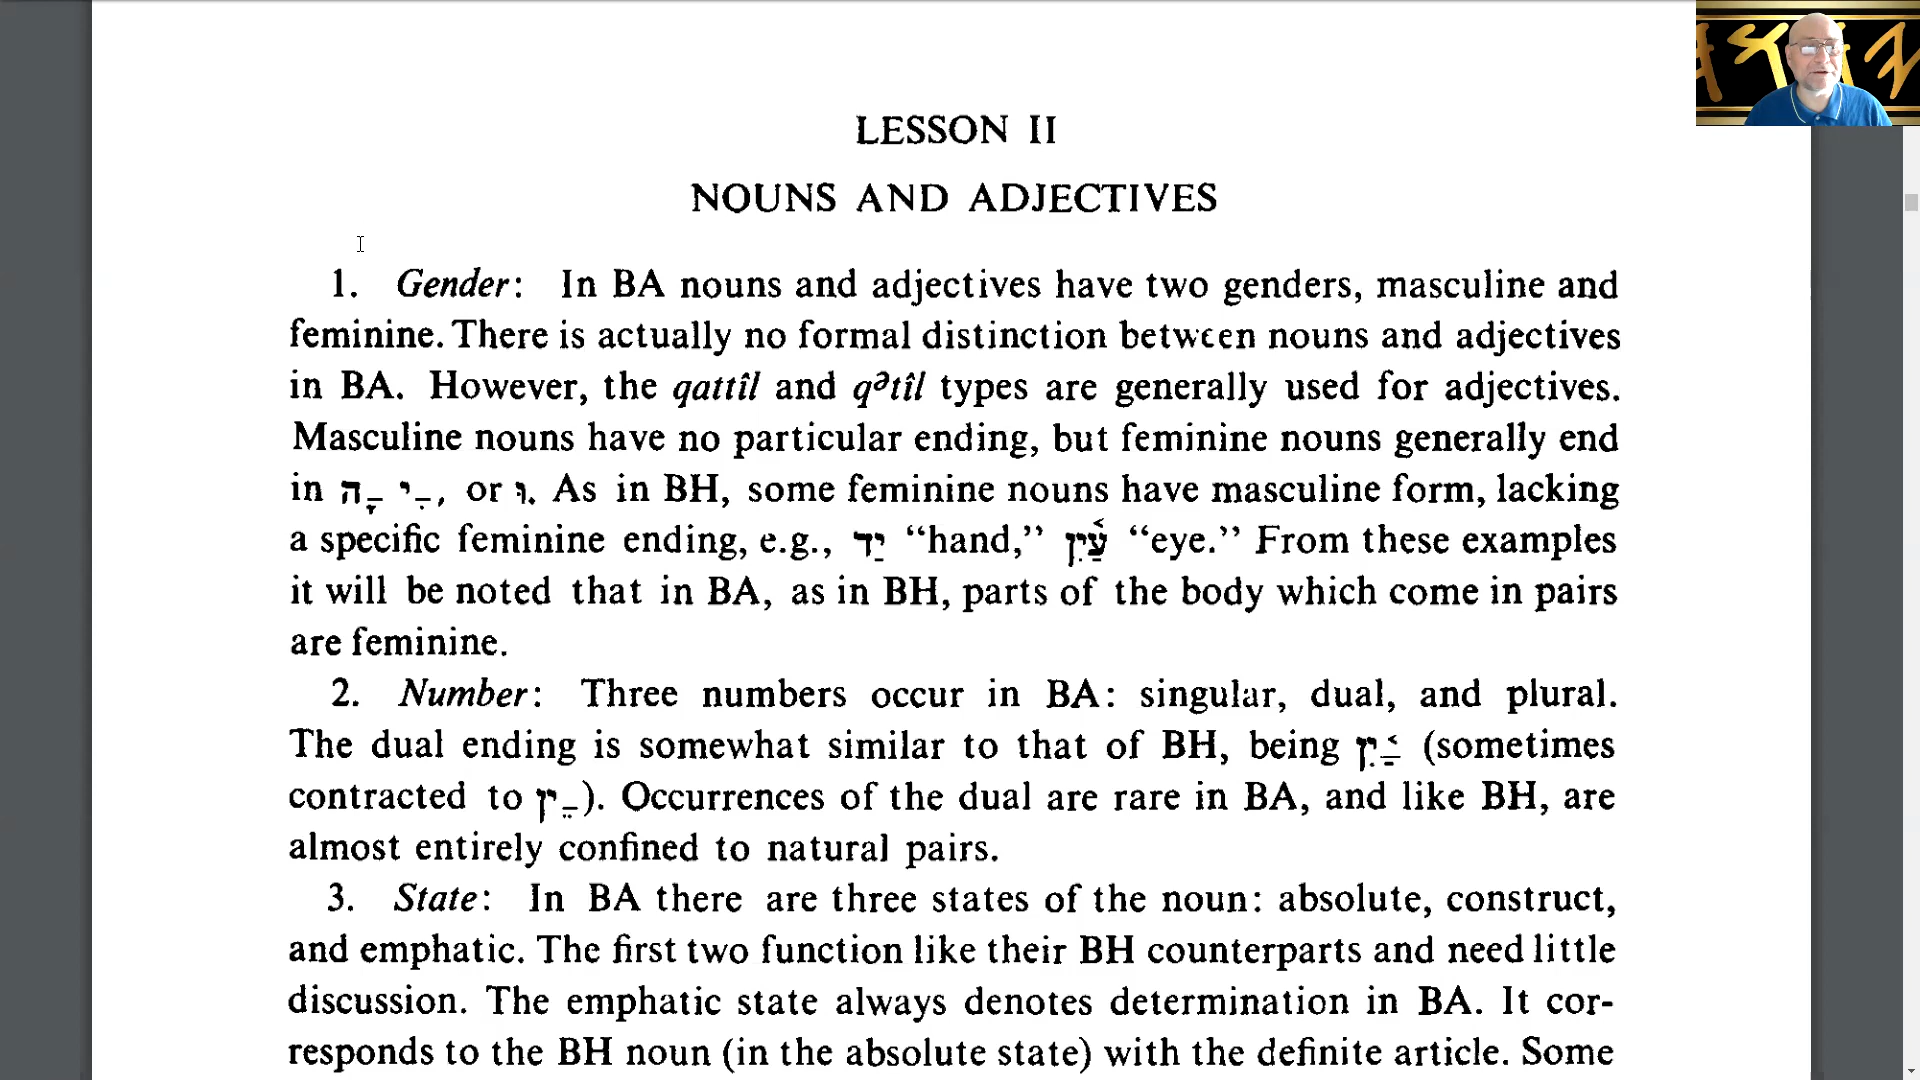 LESSON II
NOUNS AND ADJECTIVES
1. Gender: In BA nouns and adjectives have two genders, masculine and
feminine. There is actually no formal distinction between nouns and adjectives
in BA. However, the qattîl and qᵊtîl types are generally used for adjectives.
Masculine nouns have no particular ending, but feminine nouns generally end
in ־ָה ־ִי, or וּ. As in BH, some feminine nouns have masculine form, lacking
a specific feminine ending, e.g., יַד “hand,” עַ֫יִן “eye.” From these examples
it will be noted that in BA, as in BH, parts of the body which come in pairs
are feminine.
2. Number: Three numbers occur in BA: singular, dual, and plural.
The dual ending is somewhat similar to that of BH, being ־ַ֫יִן (sometimes
contracted to ־ֵין). Occurrences of the dual are rare in BA, and like BH, are
almost entirely confined to natural pairs.
3. State: In BA there are three states of the noun: absolute, construct,
and emphatic. The first two function like their BH counterparts and need little
discussion. The emphatic state always denotes determination in BA. It cor-
responds to the BH noun (in the absolute state) with the definite article. Some